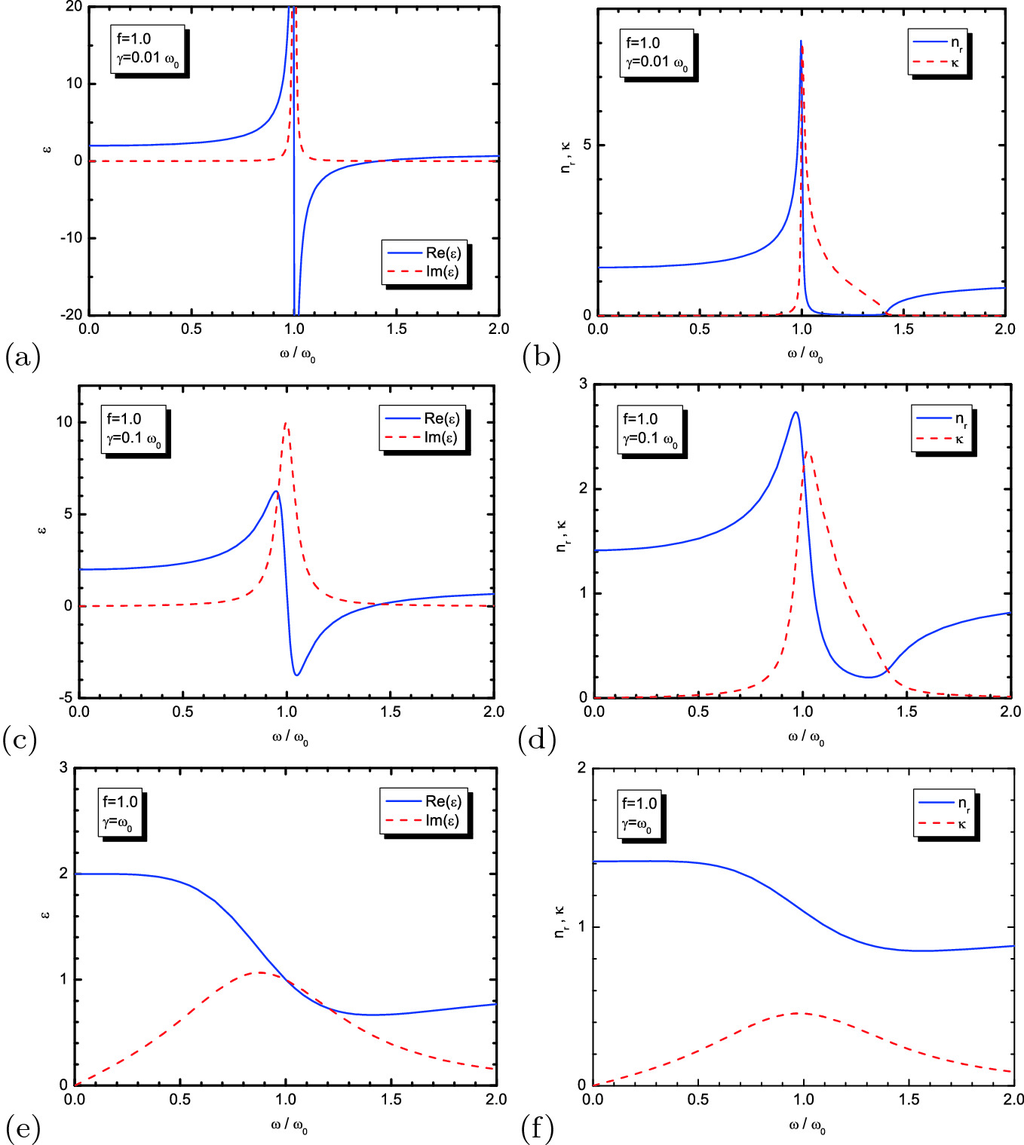 20
10
0
-10
-20
ε
f=1.0
γ=0.01 ω₀
Re(ε)
Im(ε)
0.0 0.5 1.0 1.5 2.0
ω / ω₀
(a)
5
0
nᵣ, κ
f=1.0
γ=0.01 ω₀
nᵣ
κ
0.0 0.5 1.0 1.5 2.0
ω / ω₀
(b)
10
5
0
-5
ε
f=1.0
γ=0.1 ω₀
Re(ε)
Im(ε)
0.0 0.5 1.0 1.5 2.0
ω / ω₀
(c)
3
2
1
0
nᵣ, κ
f=1.0
γ=0.1 ω₀
nᵣ
κ
0.0 0.5 1.0 1.5 2.0
ω / ω₀
(d)
3
2
1
0
ε
f=1.0
γ=ω₀
Re(ε)
Im(ε)
0.0 0.5 1.0 1.5 2.0
ω / ω₀
(e)
2
1
0
nᵣ, κ
f=1.0
γ=ω₀
nᵣ
κ
0.0 0.5 1.0 1.5 2.0
ω / ω₀
(f)